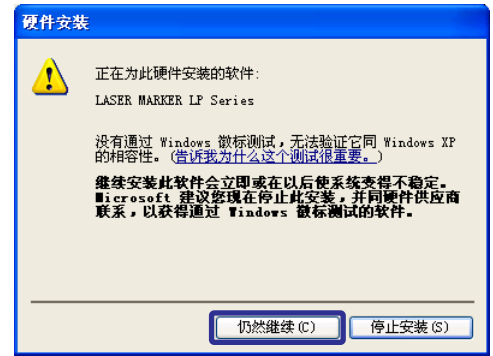 硬件安装
正在为此硬件安装的软件:
LASER MARKER LP Series
没有通过 Windows 徽标测试，无法验证它同 Windows XP
的相容性。(告诉我为什么这个测试很重要。)
继续安装此软件会立即或在以后使系统变得不稳定。
Microsoft 建议您现在停止此安装，并同硬件供应商
联系，以获得通过 Windows 徽标测试的软件。
仍然继续(C)
停止安装(S)